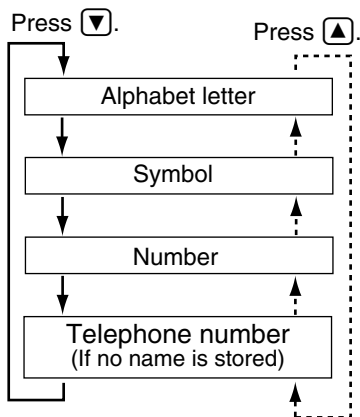 Press ▼.
Press ▲.
Alphabet letter
Symbol
Number
Telephone number
(If no name is stored)